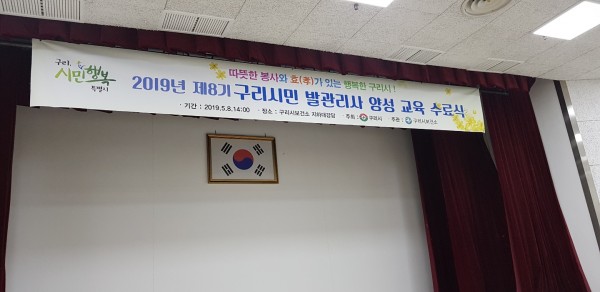 따뜻한 봉사와 효(孝)가 있는 행복한 구리시!
구리,
시민행복
특별시
2019년 제8기 구리시민 발관리사 양성 교육 수료식
· 기간 : 2019.5.8.14:00 · 장소 : 구리시보건소 지하대강당 · 주최 : 구리시 · 주관 : 구리시보건소